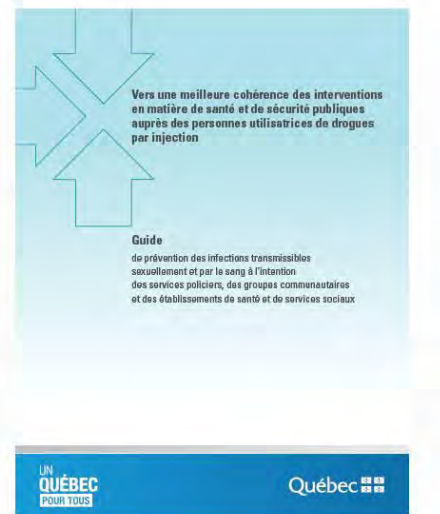 Vers une meilleure cohérence des interventions
en matière de santé et de sécurité publiques
auprès des personnes utilisatrices de drogues
par injection
Guide
de prévention des infections transmissibles
sexuellement et par le sang à l'intention
des services policiers, des groupes communautaires
et des établissements de santé et de services sociaux
UN
QUÉBEC
POUR TOUS
Québec